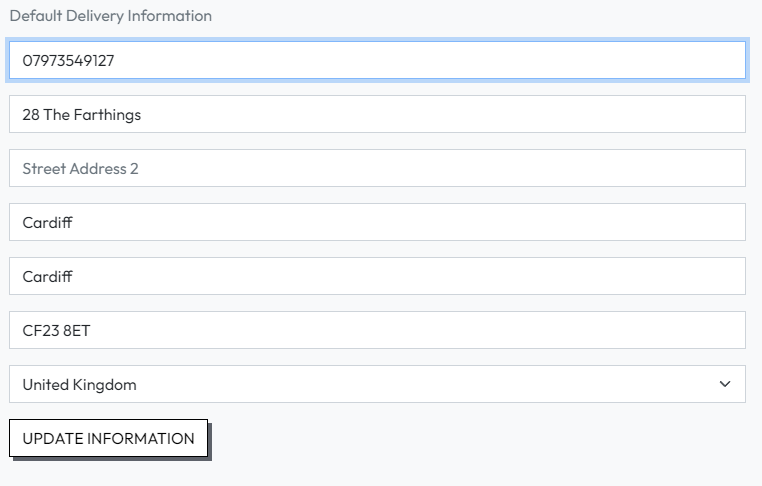 Default Delivery Information
07973549127
28 The Farthings
Street Address 2
Cardiff
Cardiff
CF23 8ET
United Kingdom
UPDATE INFORMATION